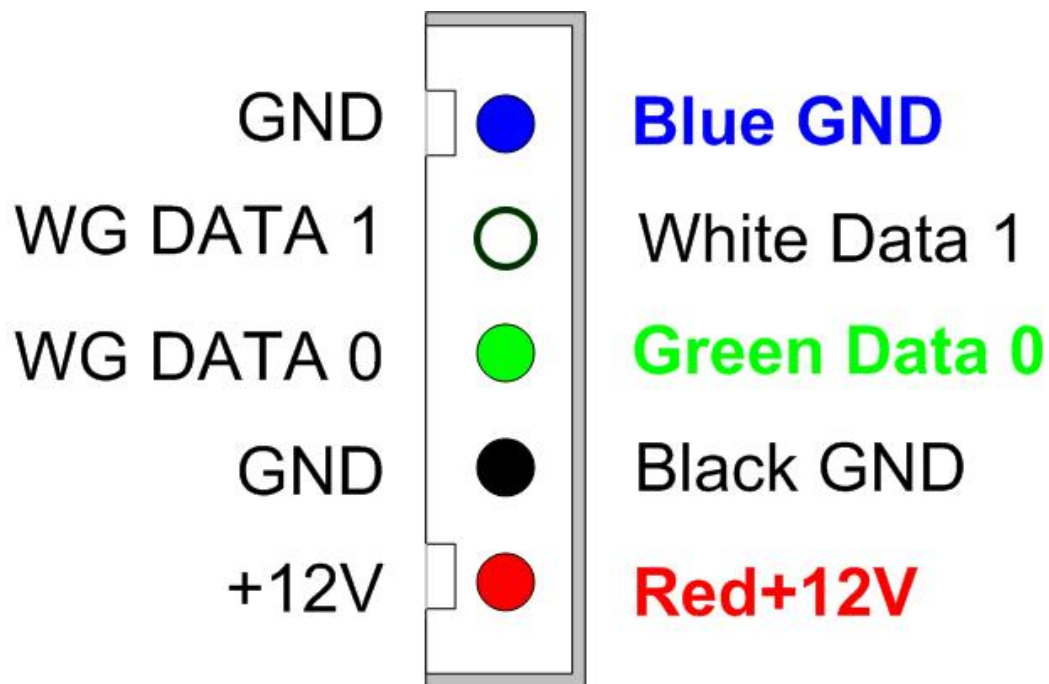 GND Blue GND
WG DATA 1 White Data 1
WG DATA 0 Green Data 0
GND Black GND
+12V Red+12V